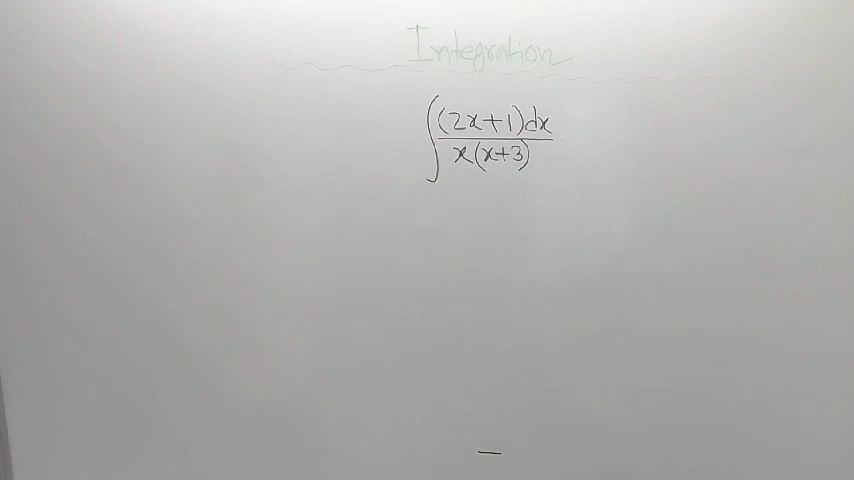 Integration
∫ (2x+1)dx / x(x+3)